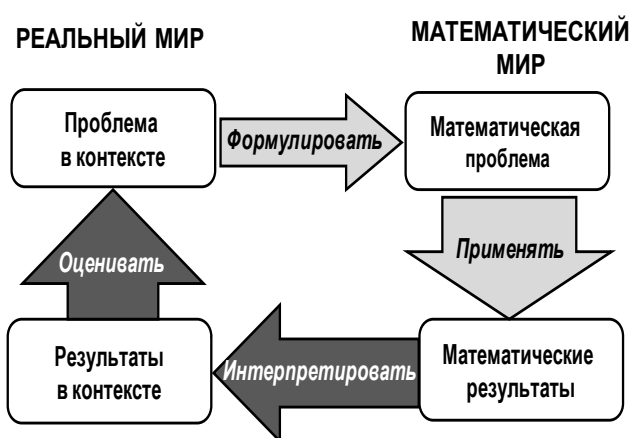 РЕАЛЬНЫЙ МИР
МАТЕМАТИЧЕСКИЙ
МИР
Проблема
в контексте
Формулировать
Математическая
проблема
Оценивать
Применять
Результаты
в контексте
Интерпретировать
Математические
результаты